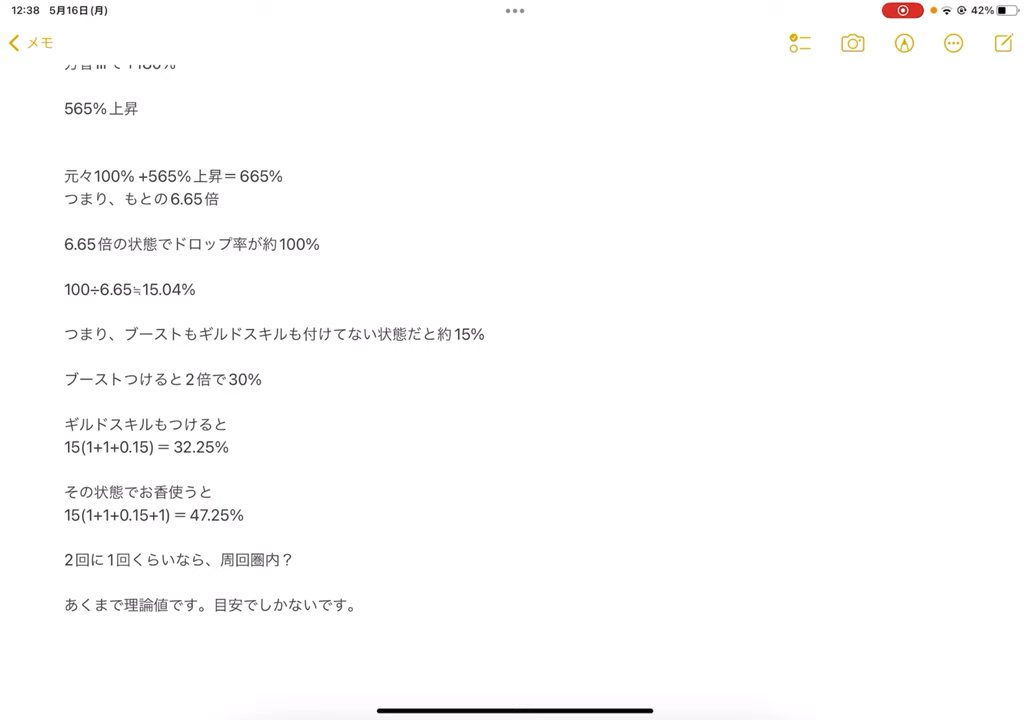 12:38 5月16日(月)
42%
メモ
565%上昇
元々100% +565%上昇＝665%
つまり、もとの6.65倍
6.65倍の状態でドロップ率が約100%
100÷6.65≒15.04%
つまり、ブーストもギルドスキルも付けてない状態だと約15%
ブーストつけると2倍で30%
ギルドスキルもつけると
15(1+1+0.15)＝32.25%
その状態でお香使うと
15(1+1+0.15+1)＝47.25%
2回に1回くらいなら、周回圏内？
あくまで理論値です。目安でしかないです。